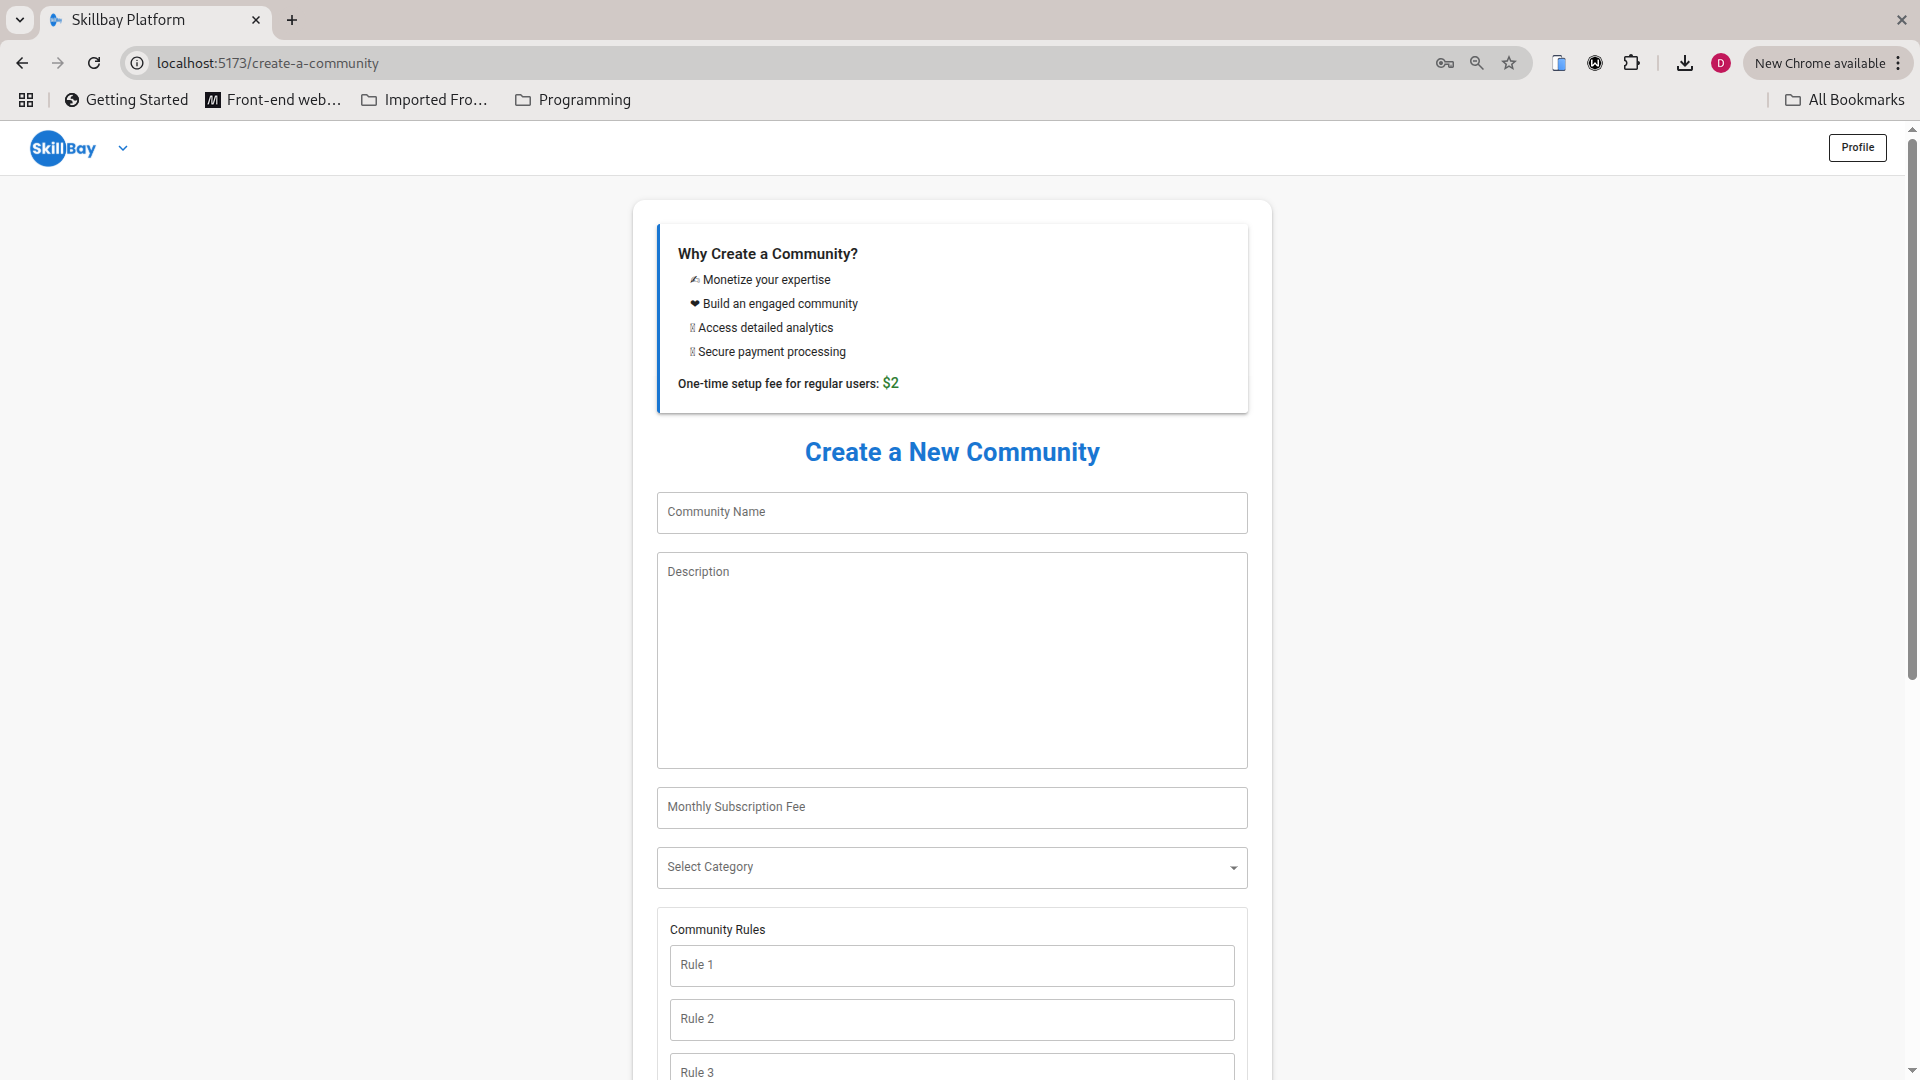 Skillbay Platform
localhost:5173/create-a-community
D
New Chrome available
Getting Started
Front-end web...
Imported Fro...
Programming
All Bookmarks
SkillBay
Profile
Why Create a Community?
✍ Monetize your expertise
❤ Build an engaged community
Access detailed analytics
Secure payment processing
One-time setup fee for regular users: $2
Create a New Community
Community Name
Description
Monthly Subscription Fee
Select Category
Community Rules
Rule 1
Rule 2
Rule 3